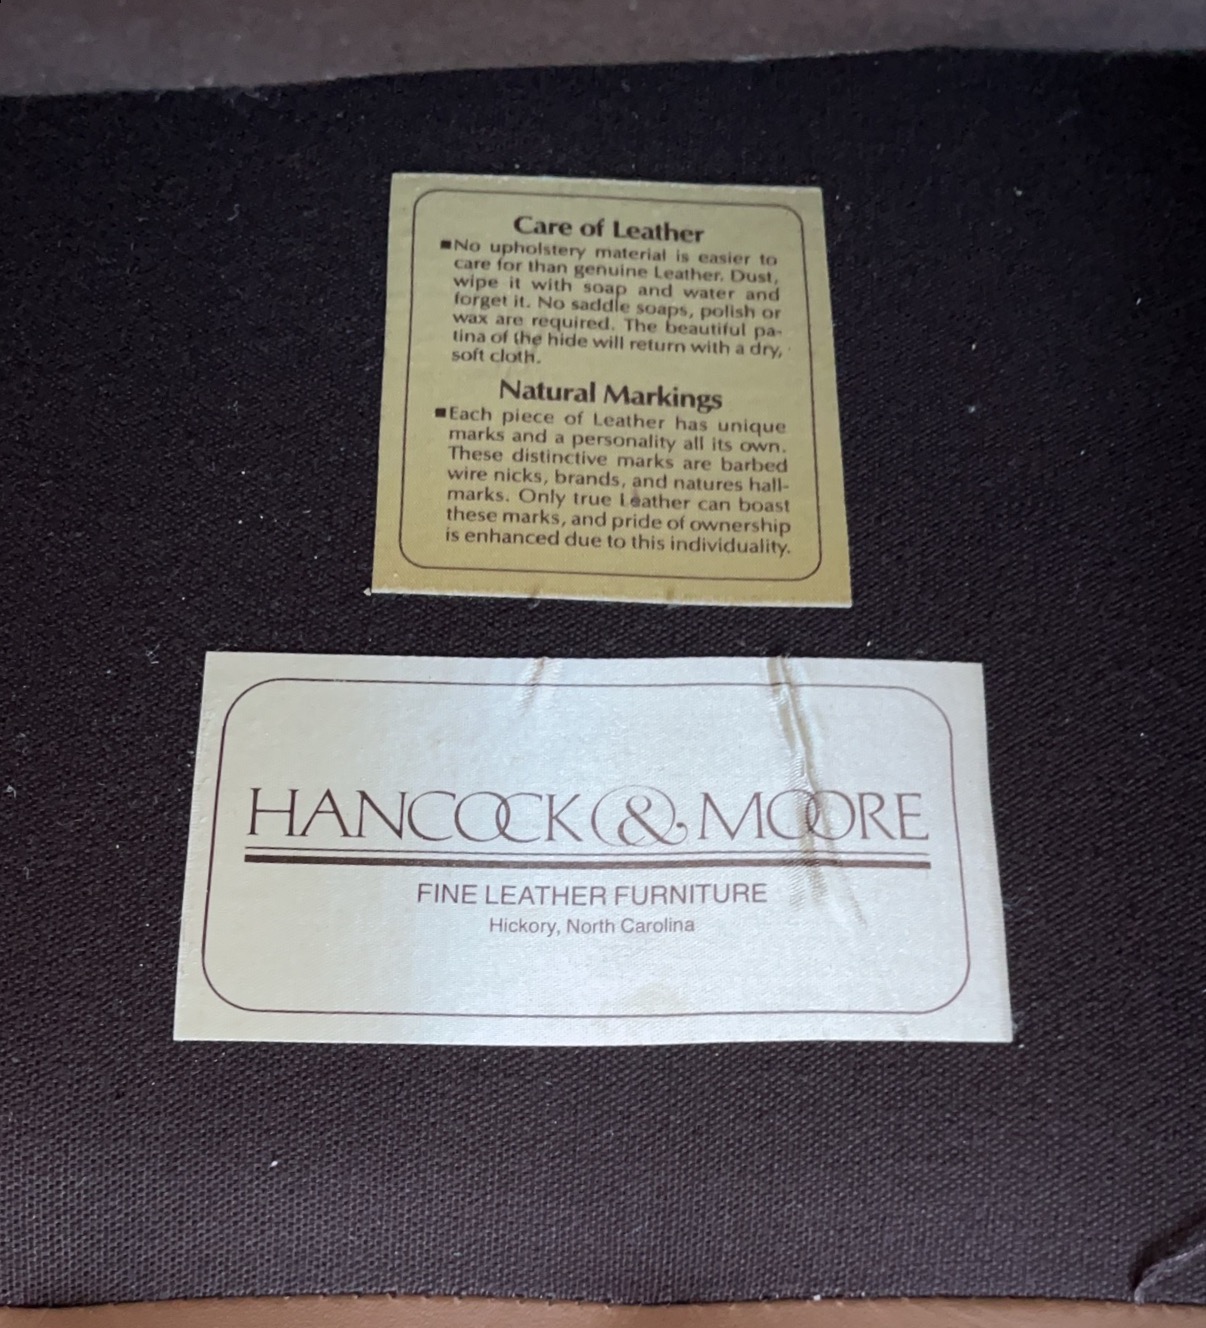 Care of Leather
■No upholstery material is easier to
care for than genuine Leather. Dust,
wipe it with soap and water and
forget it. No saddle soaps, polish or
wax are required. The beautiful pa-
tina of the hide will return with a dry,
soft cloth.
Natural Markings
■Each piece of Leather has unique
marks and a personality all its own.
These distinctive marks are barbed
wire nicks, brands, and natures hall-
marks. Only true Leather can boast
these marks, and pride of ownership
is enhanced due to this individuality.
HANCOCK & MOORE
FINE LEATHER FURNITURE
Hickory, North Carolina